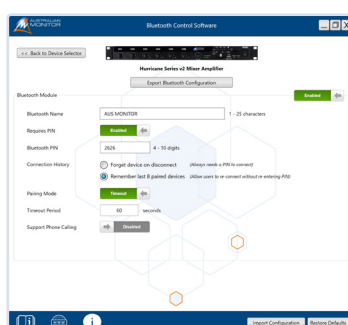 AUSTRALIAN MONITOR
Bluetooth Control Software
<< Back to Device Selector
Hurricane Series v2 Mixer Amplifier
Export Bluetooth Configuration
Bluetooth Module Enabled
Bluetooth Name AUS MONITOR 1 - 25 characters
Requires PIN Enabled
Bluetooth PIN 2626 4 - 10 digits
Connection History Forget device on disconnect (Always needs a PIN to connect)
Remember last 8 paired devices (Allow users to re-connect without re-entering PIN)
Pairing Mode Timeout
Timeout Period 60 seconds
Support Phone Calling Disabled
Import Configuration Restore Defaults